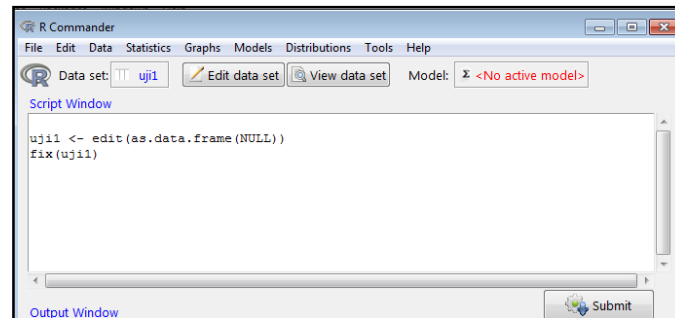 R Commander
File Edit Data Statistics Graphs Models Distributions Tools Help
Data set: uji1 Edit data set View data set Model: Σ <No active model>
Script Window
uji1 <- edit(as.data.frame(NULL))
fix(uji1)
Submit
Output Window